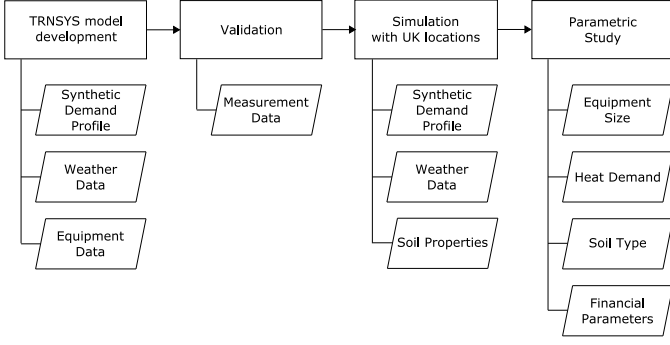 TRNSYS model
development
Validation
Simulation
with UK locations
Parametric
Study
Synthetic
Demand
Profile
Weather
Data
Equipment
Data
Measurement
Data
Synthetic
Demand
Profile
Weather
Data
Soil Properties
Equipment
Size
Heat Demand
Soil Type
Financial
Parameters